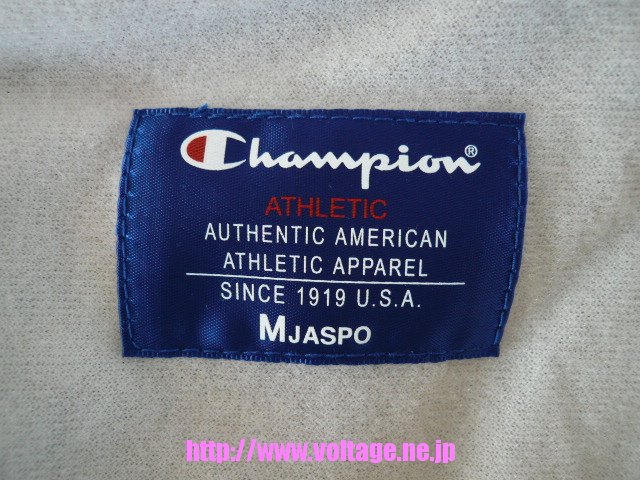 Champion®
ATHLETIC
AUTHENTIC AMERICAN
ATHLETIC APPAREL
SINCE 1919 U.S.A.
MJASPO
http://www.voltage.ne.jp